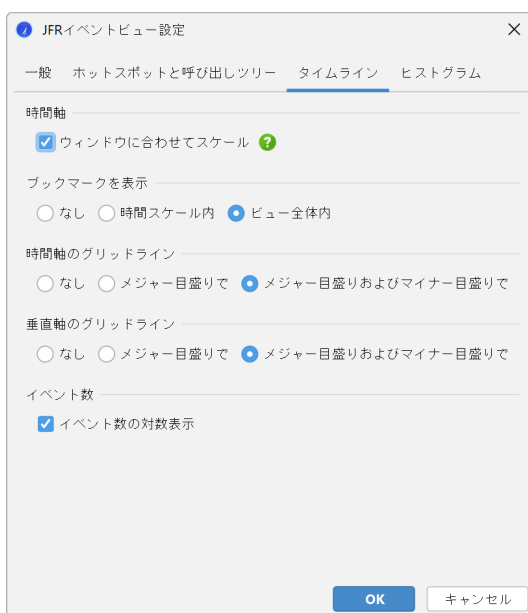 JFRイベントビュー設定
一般 ホットスポットと呼び出しツリー タイムライン ヒストグラム
時間軸
ウィンドウに合わせてスケール ?
ブックマークを表示
なし 時間スケール内 ビュー全体内
時間軸のグリッドライン
なし メジャー目盛りで メジャー目盛りおよびマイナー目盛りで
垂直軸のグリッドライン
なし メジャー目盛りで メジャー目盛りおよびマイナー目盛りで
イベント数
イベント数の対数表示
OK キャンセル